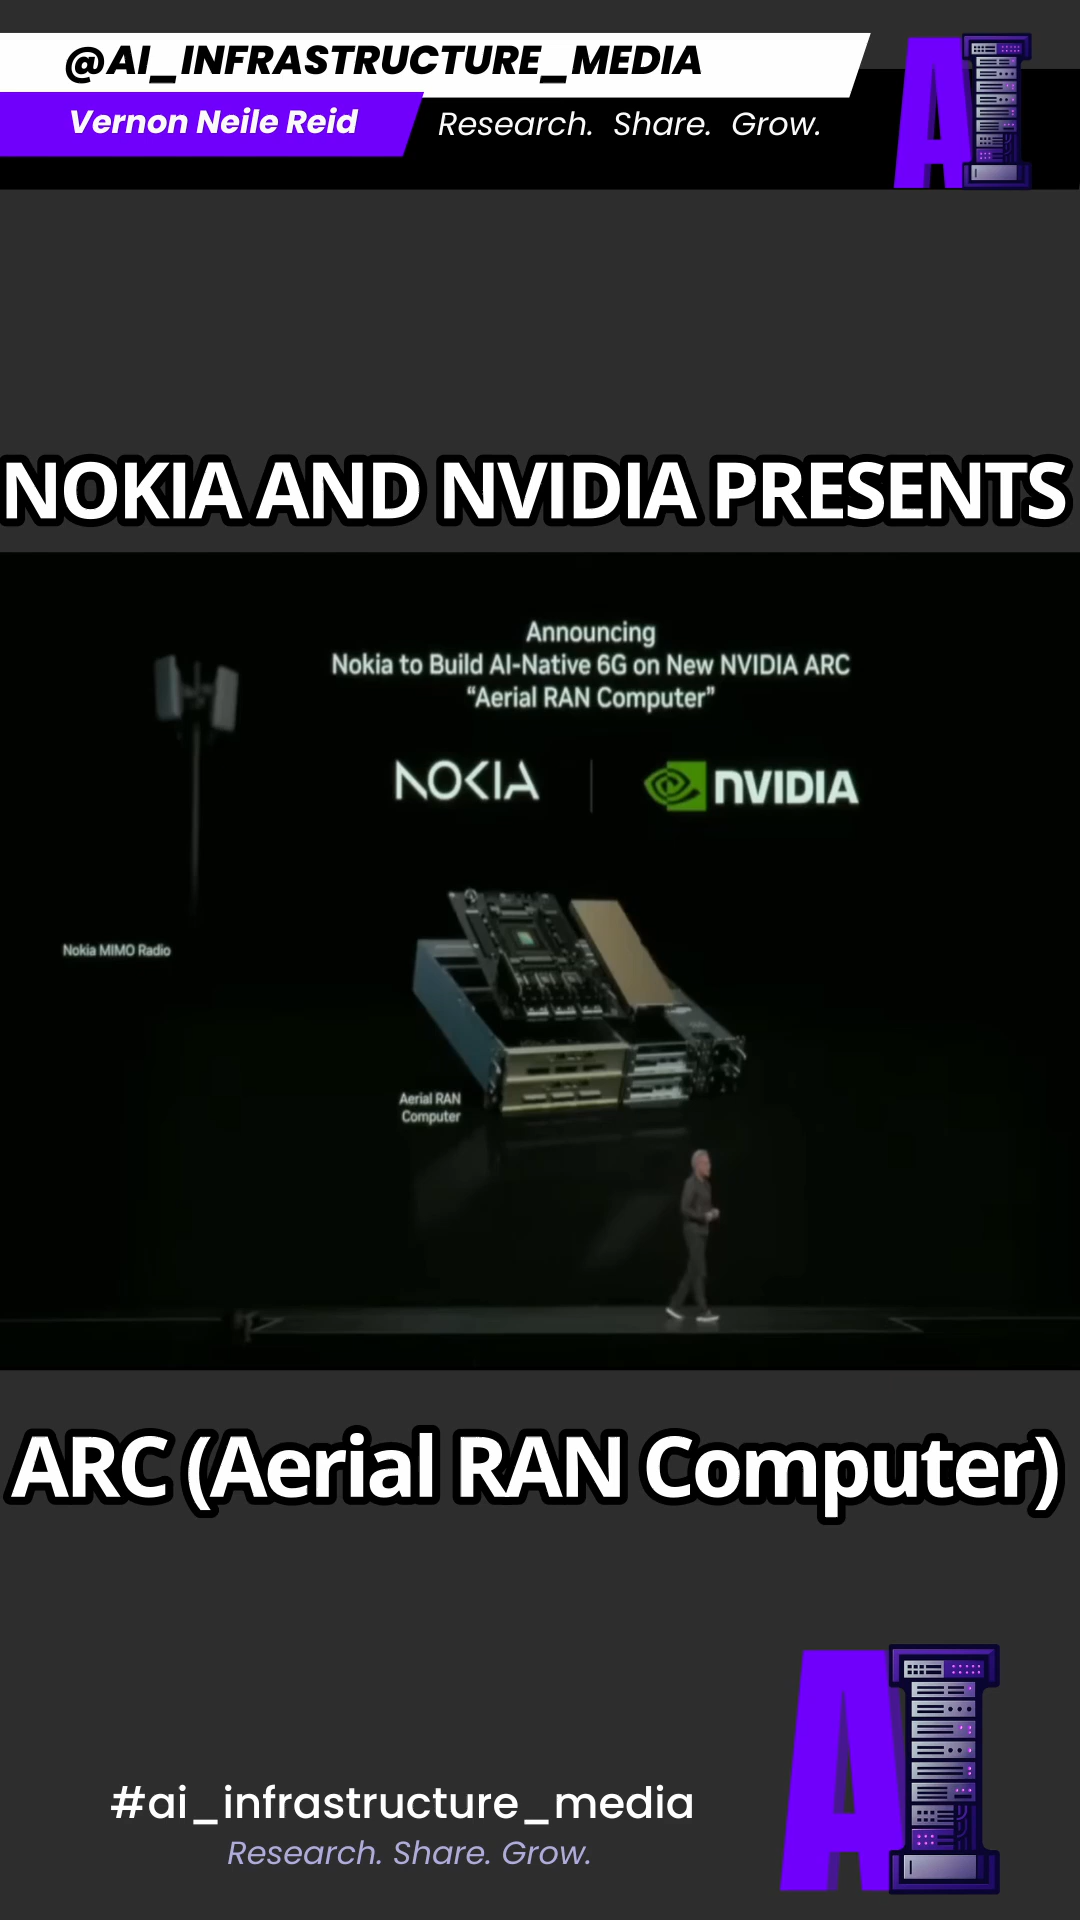 @AI_INFRASTRUCTURE_MEDIA
Vernon Neile Reid
Research. Share. Grow.
AI
NOKIA AND NVIDIA PRESENTS
Announcing
Nokia to Build AI-Native 6G on New NVIDIA ARC
“Aerial RAN Computer”
NOKIA
NVIDIA
Nokia MIMO Radio
Aerial RAN
Computer
ARC (Aerial RAN Computer)
#ai_infrastructure_media
Research. Share. Grow.
AI